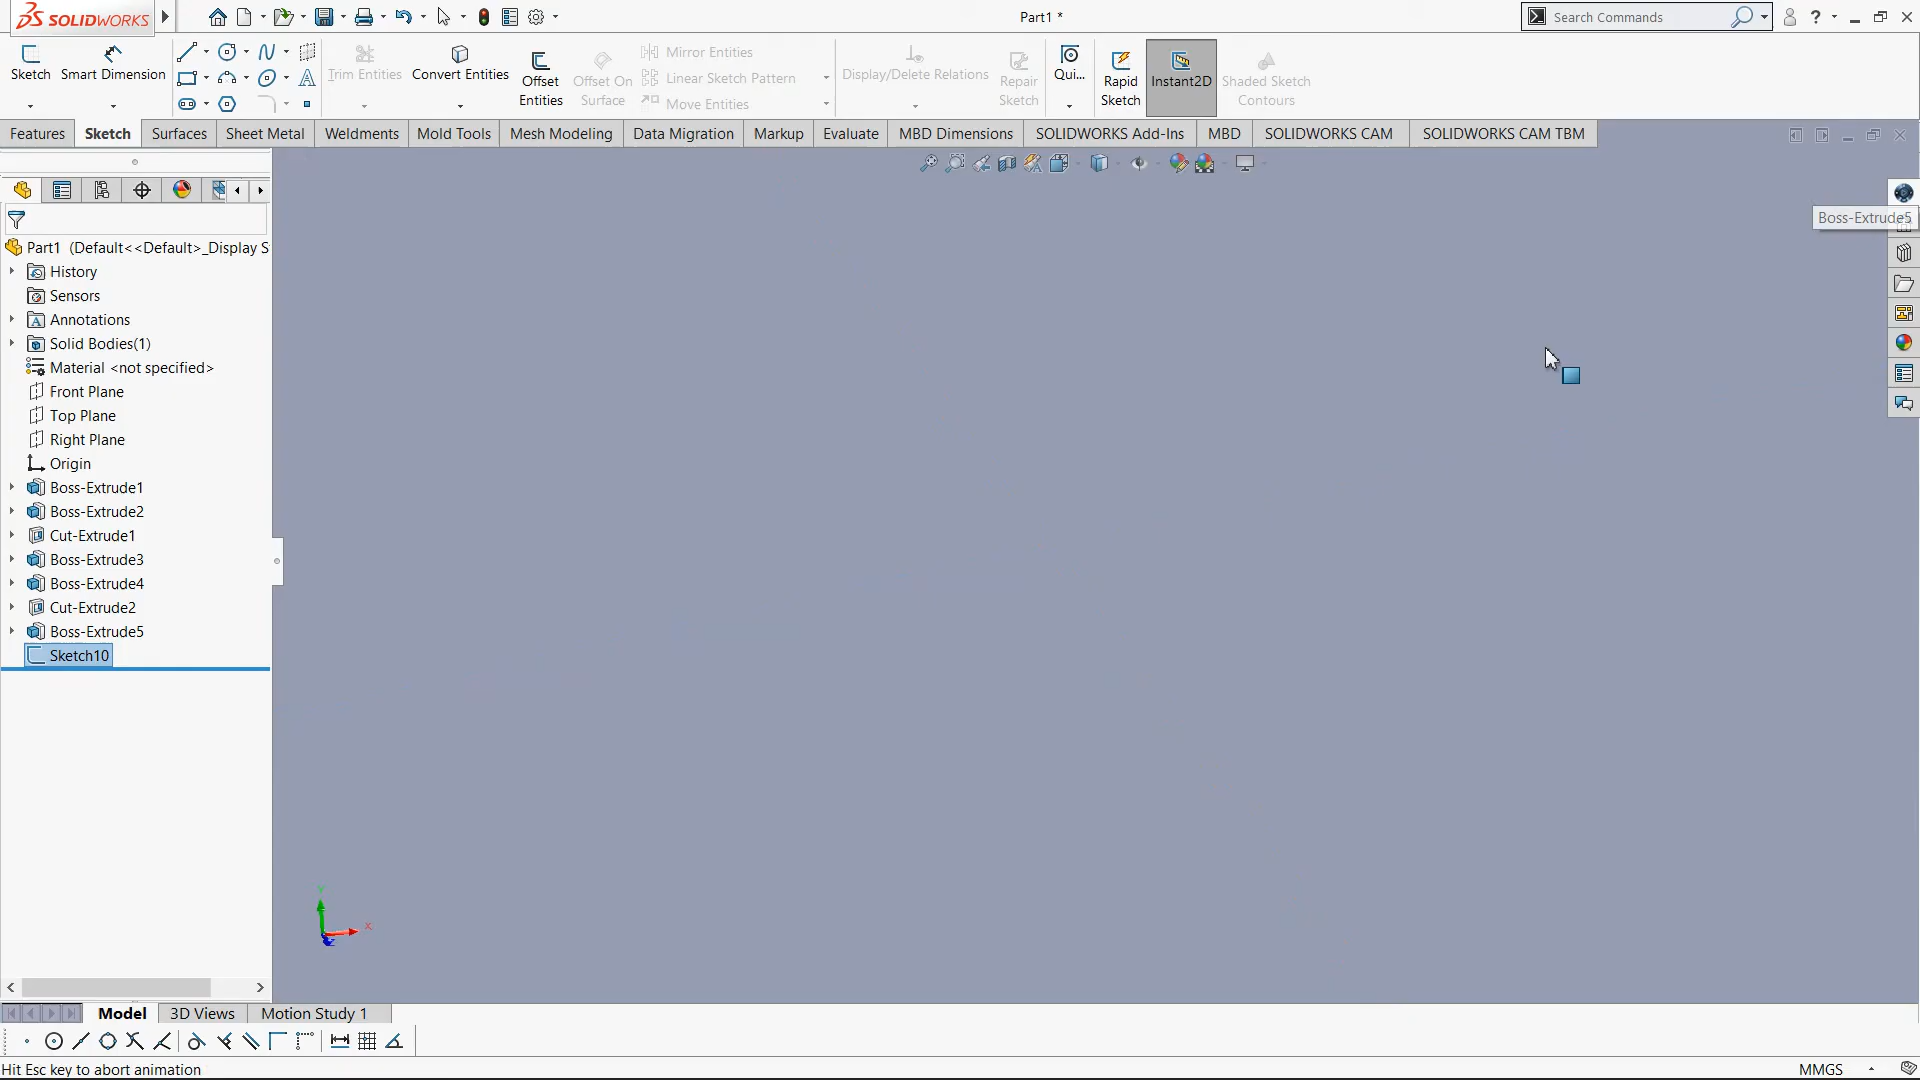 SOLIDWORKS
Part1 *
Search Commands
Sketch
Smart Dimension
Trim Entities
Convert Entities
Offset
Entities
Offset On
Surface
Mirror Entities
Linear Sketch Pattern
Move Entities
Display/Delete Relations
Repair
Sketch
Qui...
Rapid
Sketch
Instant2D
Shaded Sketch
Contours
Features
Sketch
Surfaces
Sheet Metal
Weldments
Mold Tools
Mesh Modeling
Data Migration
Markup
Evaluate
MBD Dimensions
SOLIDWORKS Add-Ins
MBD
SOLIDWORKS CAM
SOLIDWORKS CAM TBM
Boss-Extrude5
Part1 (Default<<Default>_Display S
History
Sensors
Annotations
Solid Bodies(1)
Material <not specified>
Front Plane
Top Plane
Right Plane
Origin
Boss-Extrude1
Boss-Extrude2
Cut-Extrude1
Boss-Extrude3
Boss-Extrude4
Cut-Extrude2
Boss-Extrude5
Sketch10
Y
X
Model
3D Views
Motion Study 1
Hit Esc key to abort animation
MMGS